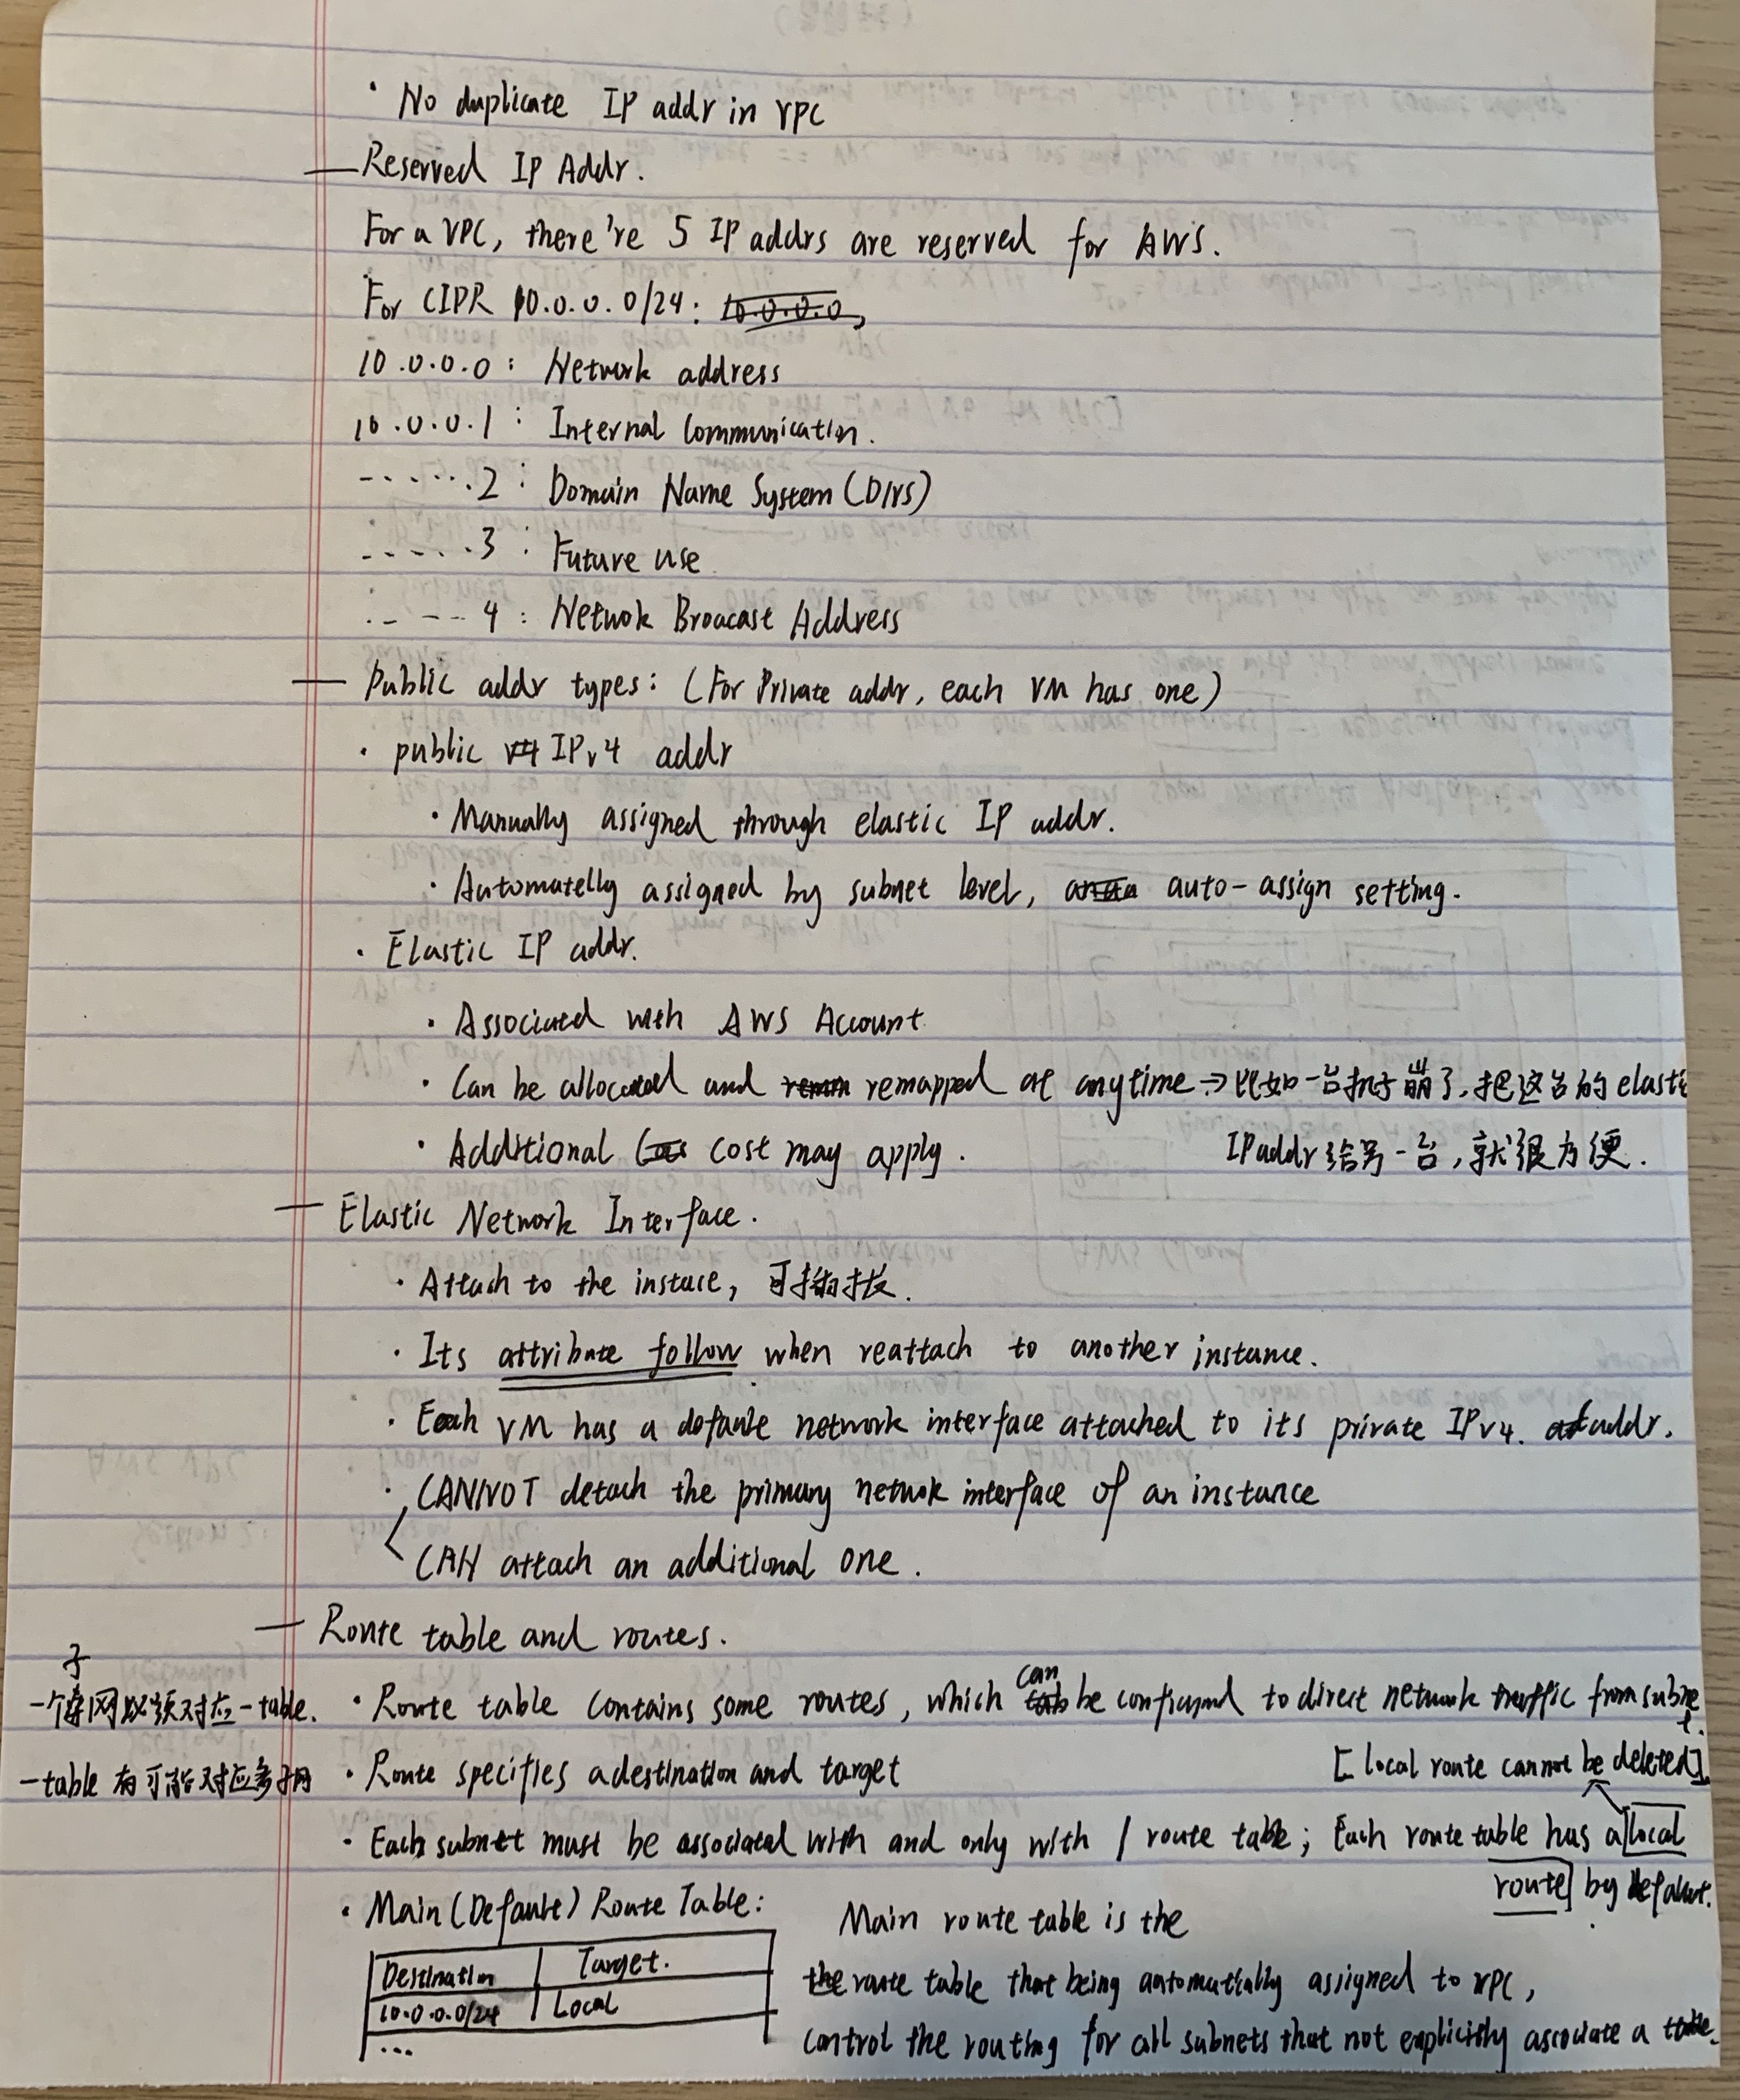 · No duplicate IP addr in VPC
— Reserved IP Addr.
For a VPC, there're 5 IP addrs are reserved for AWS.
For CIDR 10.0.0.0/24: 10.0.0.0,
10.0.0.0: Network address
10.0.0.1: Internal Communication.
------.2: Domain Name System (DNS)
-----.3: Future use
----- 4: Netwok Broacast Address
— Public addr types: (For Private addr, each VM has one)
· public v4 IPv4 addr
· Manually assigned through elastic IP addr.
· Automatelly assigned by subnet level, auto-assign setting.
· Elastic IP addr.
· Associated with AWS Account
· Can be allocated and remapped at anytime → 比如一台机子崩了,把这台的 elastic
· Additional cost may apply.
IP addr 给另一台,就很方便.
— Elastic Network Interface.
· Attach to the instace, 可拖拔.
· Its attribute follow when reattach to another instance.
· Each VM has a default network interface attached to its private IPv4. addr.
· CANNOT detach the primary netwok interface of an instance
CAN attach an additional one.
— Route table and routes.
子
一个网必须对应一table.
· Route table contains some routes, which can be configured to direct network traffic from subnet.
一table 有可能对应多子网
· Route specifies a destination and target
[local route cannot be deleted].
· Each subnet must be associated with and only with 1 route table; Each route table has a local
route by default.
· Main (Default) Route Table:
Destination Target.
10.0.0.0/24 Local
...
Main route table is the
the route table that being automatically assigned to VPC,
control the routing for all subnets that not explicitly associate a table.